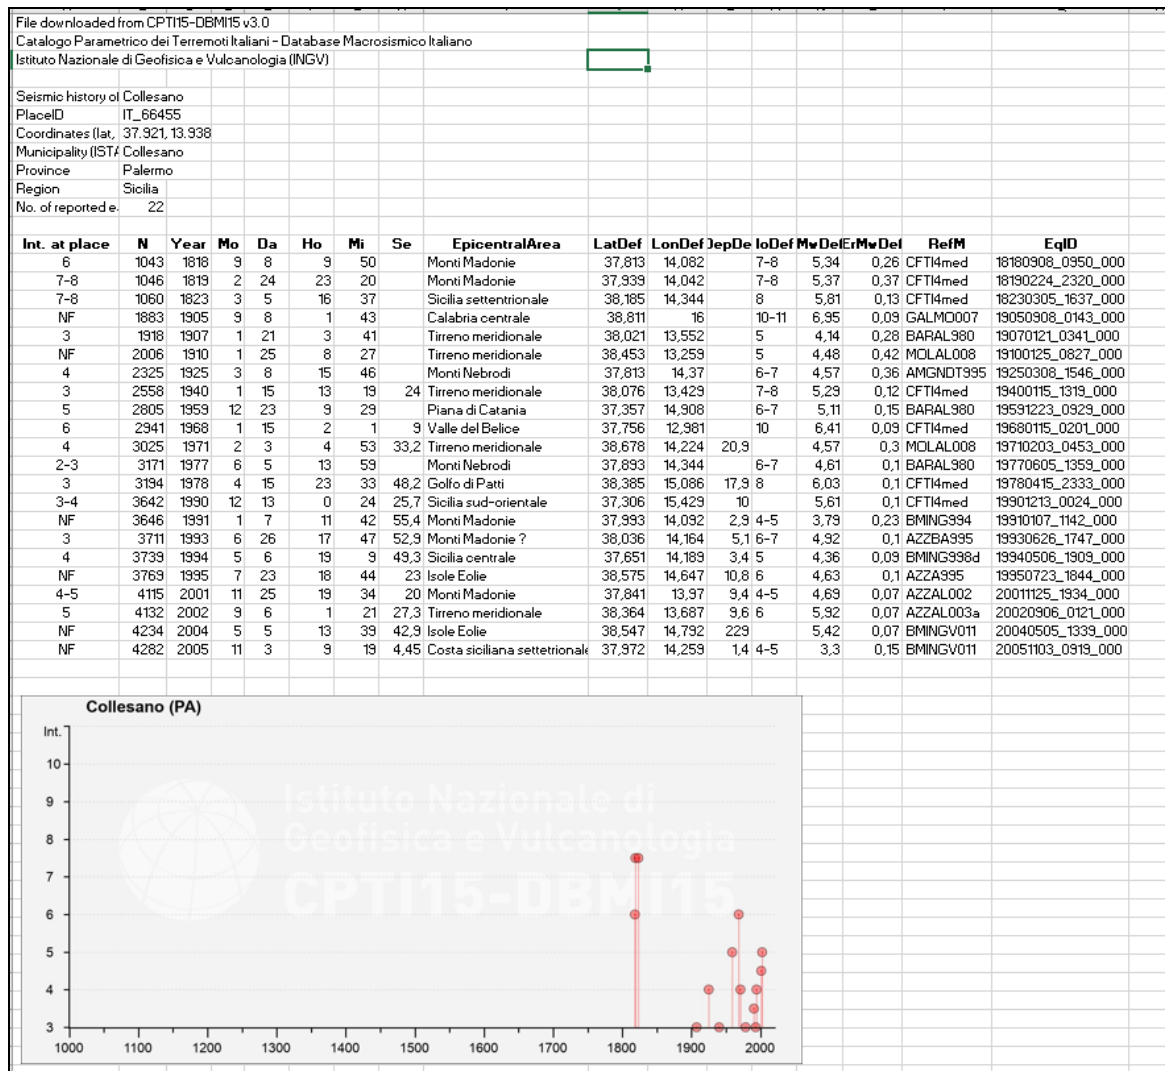 File downloaded from CPTI15-DBMI15 v3.0
Catalogo Parametrico dei Terremoti Italiani - Database Macrosismico Italiano
Istituto Nazionale di Geofisica e Vulcanologia (INGV)
Seismic history of Collesano
PlaceID IT_66455
Coordinates (lat, 37.921, 13.938
Municipality (ISTA Collesano
Province Palermo
Region Sicilia
No. of reported e 22
Int. at place N Year Mo Da Ho Mi Se EpicentralArea LatDef LonDef DepDe IoDef MwDef ErMwDef RefM EqID
6 1043 1818 9 8 9 50 Monti Madonie 37,813 14,082 7-8 5,34 0,26 CFTI4med 18180908_0950_000
7-8 1046 1819 2 24 23 20 Monti Madonie 37,939 14,042 7-8 5,37 0,37 CFTI4med 18190224_2320_000
7-8 1060 1823 3 5 16 37 Sicilia settentrionale 38,185 14,344 8 5,81 0,13 CFTI4med 18230305_1637_000
NF 1883 1905 9 8 1 43 Calabria centrale 38,811 16 10-11 6,95 0,09 GALMO007 19050908_0143_000
3 1918 1907 1 21 3 41 Tirreno meridionale 38,021 13,552 5 4,14 0,28 BARAL980 19070121_0341_000
NF 2006 1910 1 25 8 27 Tirreno meridionale 38,453 13,259 5 4,48 0,42 MOLAL008 19100125_0827_000
4 2325 1925 3 8 15 46 Monti Nebrodi 37,813 14,37 6-7 4,57 0,36 AMGNDT995 19250308_1546_000
3 2558 1940 1 15 13 19 24 Tirreno meridionale 38,076 13,429 7-8 5,29 0,12 CFTI4med 19400115_1319_000
5 2805 1959 12 23 9 29 Piana di Catania 37,357 14,908 6-7 5,11 0,15 BARAL980 19591223_0929_000
6 2941 1968 1 15 2 1 9 Valle del Belice 37,756 12,981 10 6,41 0,09 CFTI4med 19680115_0201_000
4 3025 1971 2 3 4 53 33,2 Tirreno meridionale 38,678 14,224 20,9 4,57 0,3 MOLAL008 19710203_0453_000
2-3 3171 1977 6 5 13 59 Monti Nebrodi 37,893 14,344 6-7 4,61 0,1 BARAL980 19770605_1359_000
3 3194 1978 4 15 23 33 48,2 Golfo di Patti 38,385 15,086 17,9 8 6,03 0,1 CFTI4med 19780415_2333_000
3-4 3642 1990 12 13 0 24 25,7 Sicilia sud-orientale 37,306 15,429 10 5,61 0,1 CFTI4med 19901213_0024_000
NF 3646 1991 1 7 11 42 55,4 Monti Madonie 37,993 14,092 2,9 4-5 3,79 0,23 BMING994 19910107_1142_000
3 3711 1993 6 26 17 47 52,9 Monti Madonie ? 38,036 14,164 5,1 6-7 4,92 0,1 AZZBA995 19930626_1747_000
4 3739 1994 5 6 19 9 49,3 Sicilia centrale 37,651 14,189 3,4 5 4,36 0,09 BMING998d 19940506_1909_000
NF 3769 1995 7 23 18 44 23 Isole Eolie 38,575 14,647 10,8 6 4,63 0,1 AZZA995 19950723_1844_000
4-5 4115 2001 11 25 19 34 20 Monti Madonie 37,841 13,97 9,4 4-5 4,69 0,07 AZZAL002 20011125_1934_000
5 4132 2002 9 6 1 21 27,3 Tirreno meridionale 38,364 13,687 9,6 6 5,92 0,07 AZZAL003a 20020906_0121_000
NF 4234 2004 5 5 13 39 42,9 Isole Eolie 38,547 14,792 229 5,42 0,07 BMINGV011 20040505_1339_000
NF 4282 2005 11 3 9 19 4,45 Costa siciliana settetrionale 37,972 14,259 1,4 4-5 3,3 0,15 BMINGV011 20051103_0919_000
Collesano (PA)
Int.
10
9
8
7
6
5
4
3
1000 1100 1200 1300 1400 1500 1600 1700 1800 1900 2000
Istituto Nazionale di
Geofisica e Vulcanologia
CPTI15-DBMI15